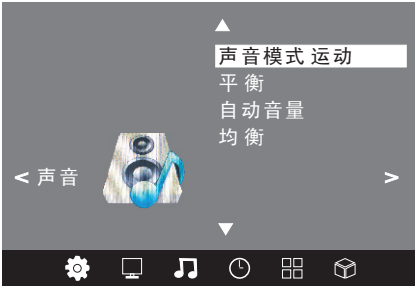 声音模式 运动
平 衡
自动音量
均 衡
< 声音 >